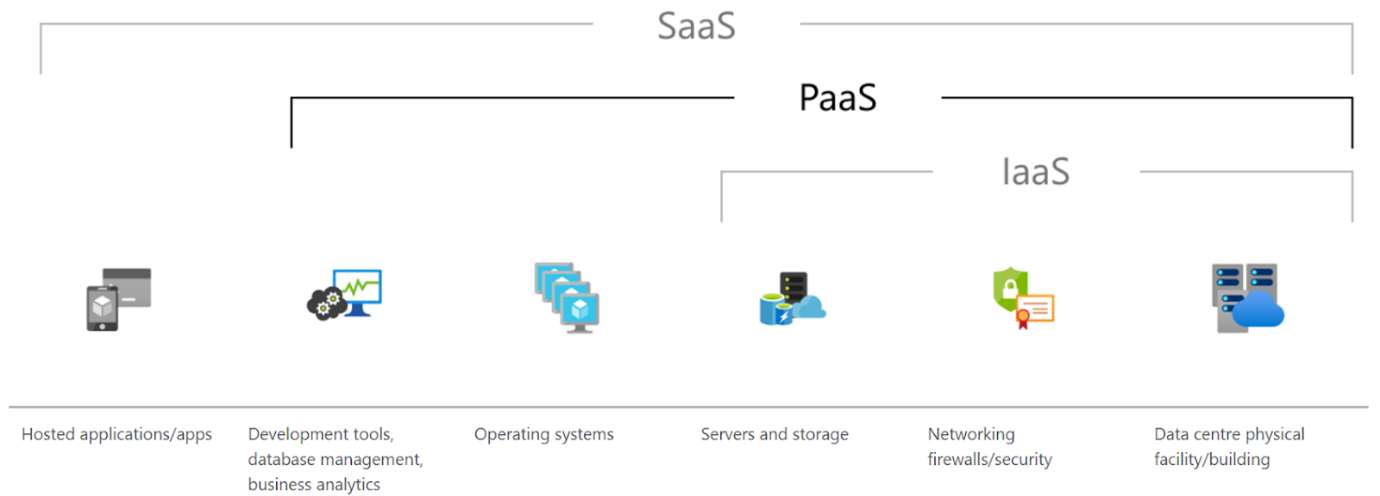 SaaS
PaaS
IaaS
Hosted applications/apps
Development tools,
database management,
business analytics
Operating systems
Servers and storage
Networking
firewalls/security
Data centre physical
facility/building